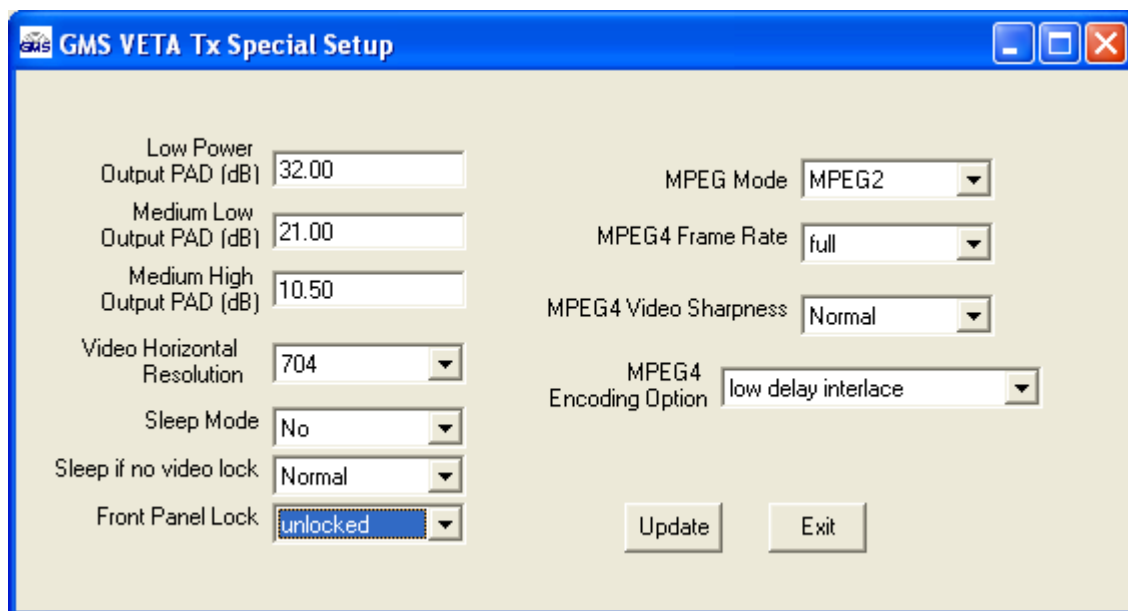 GMS GMS VETA Tx Special Setup
Low Power
Output PAD (dB) 32.00
Medium Low
Output PAD (dB) 21.00
Medium High
Output PAD (dB) 10.50
Video Horizontal
Resolution 704
Sleep Mode No
Sleep if no video lock Normal
Front Panel Lock unlocked
MPEG Mode MPEG2
MPEG4 Frame Rate full
MPEG4 Video Sharpness Normal
MPEG4
Encoding Option low delay interlace
Update Exit